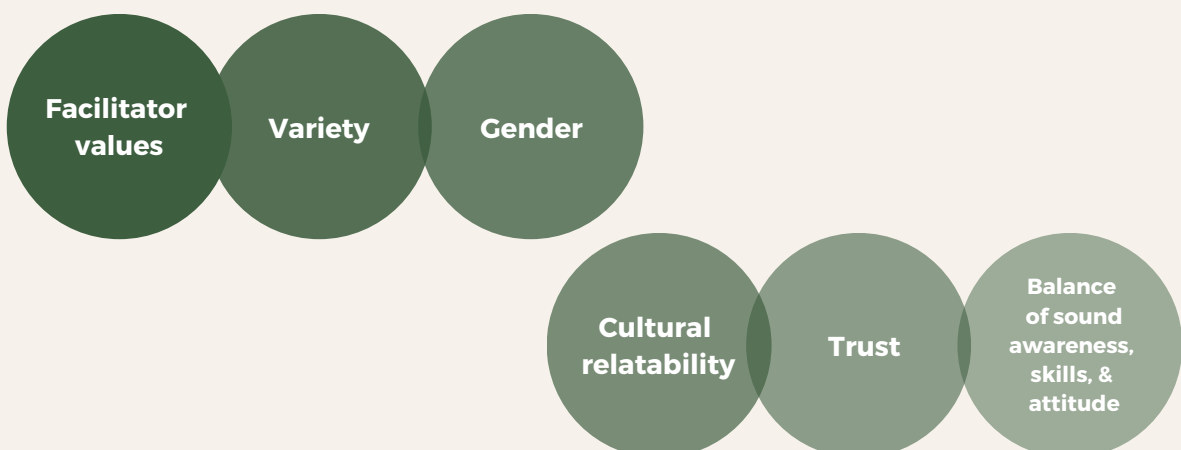 Facilitator
values
Variety
Gender
Cultural
relatability
Trust
Balance
of sound
awareness,
skills, &
attitude